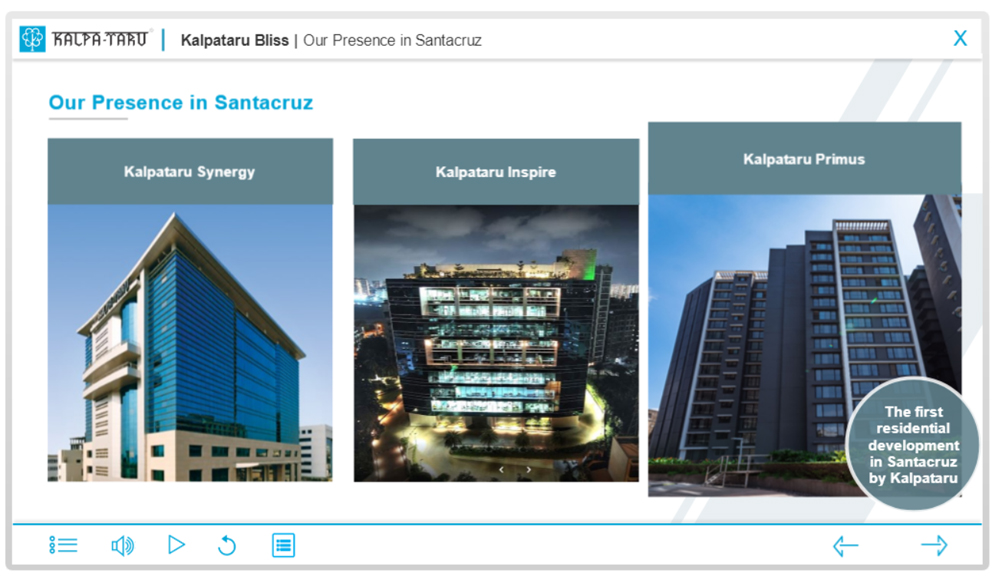 KALPA-TARU
Kalpataru Bliss | Our Presence in Santacruz
X
Our Presence in Santacruz
Kalpataru Synergy
Kalpataru Inspire
Kalpataru Primus
The first
residential
development
in Santacruz
by Kalpataru